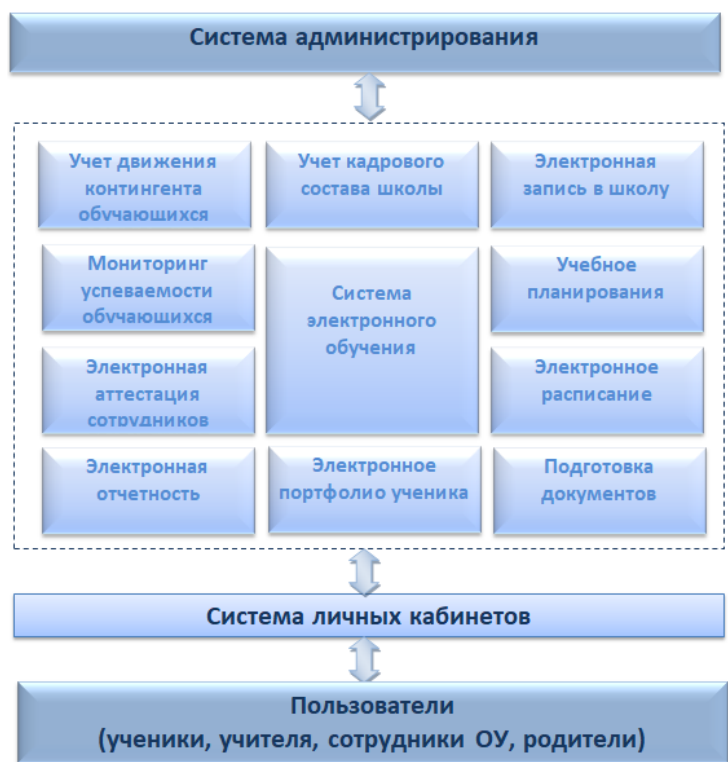 Система администрирования
Учет движения
контингента
обучающихся
Учет кадрового
состава школы
Электронная
запись в школу
Мониторинг
успеваемости
обучающихся
Система
электронного
обучения
Учебное
планирования
Электронная
аттестация
сотрудников
Электронное
расписание
Электронная
отчетность
Электронное
портфолио ученика
Подготовка
документов
Система личных кабинетов
Пользователи
(ученики, учителя, сотрудники ОУ, родители)